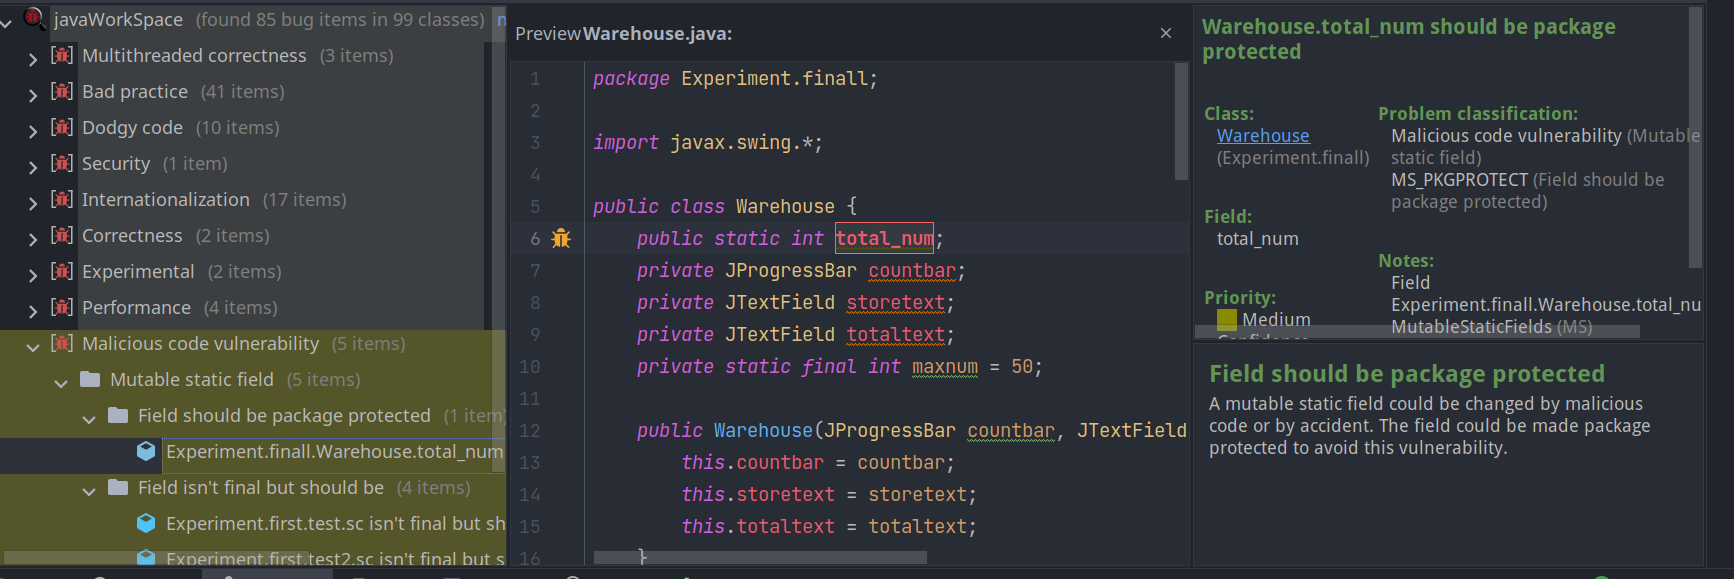 javaWorkSpace (found 85 bug items in 99 classes)
Multithreaded correctness (3 items)
Bad practice (41 items)
Dodgy code (10 items)
Security (1 item)
Internationalization (17 items)
Correctness (2 items)
Experimental (2 items)
Performance (4 items)
Malicious code vulnerability (5 items)
Mutable static field (5 items)
Field should be package protected (1 item
Experiment.finall.Warehouse.total_num
Field isn't final but should be (4 items)
Experiment.first.test.sc isn't final but sh
Experiment.first.test2.sc isn't final but s
Preview Warehouse.java:
1 package Experiment.finall;
2
3 import javax.swing.*;
4
5 public class Warehouse {
6 public static int total_num;
7 private JProgressBar countbar;
8 private JTextField storetext;
9 private JTextField totaltext;
10 private static final int maxnum = 50;
11
12 public Warehouse(JProgressBar countbar, JTextField
13 this.countbar = countbar;
14 this.storetext = storetext;
15 this.totaltext = totaltext;
16 }
Warehouse.total_num should be package
protected
Class:
Warehouse
(Experiment.finall)
Field:
total_num
Priority:
Medium
Confidence
Problem classification:
Malicious code vulnerability (Mutable
static field)
MS_PKGPROTECT (Field should be
package protected)
Notes:
Field
Experiment.finall.Warehouse.total_nu
MutableStaticFields (MS)
Field should be package protected
A mutable static field could be changed by malicious
code or by accident. The field could be made package
protected to avoid this vulnerability.